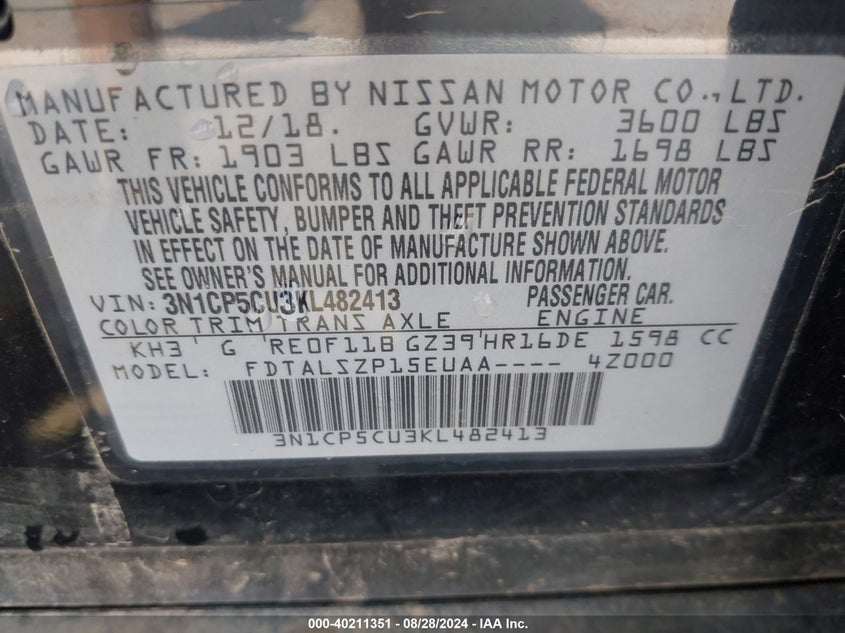 MANUFACTURED BY NISSAN MOTOR CO., LTD.
DATE: 12/18. GVWR: 3600 LBS
GAWR FR: 1903 LBS GAWR RR: 1698 LBS
THIS VEHICLE CONFORMS TO ALL APPLICABLE FEDERAL MOTOR
VEHICLE SAFETY, BUMPER AND THEFT PREVENTION STANDARDS
IN EFFECT ON THE DATE OF MANUFACTURE SHOWN ABOVE.
SEE OWNER'S MANUAL FOR ADDITIONAL INFORMATION.
VIN: 3N1CP5CU3KL482413 PASSENGER CAR.
COLOR TRIM TRANS AXLE ENGINE
KH3 G RE0F11B GZ39 HR16DE 1598 CC
MODEL: FDTALSZP15EUAA---- 4Z000
3N1CP5CU3KL482413
000-40211351 - 08/28/2024 - IAA Inc.